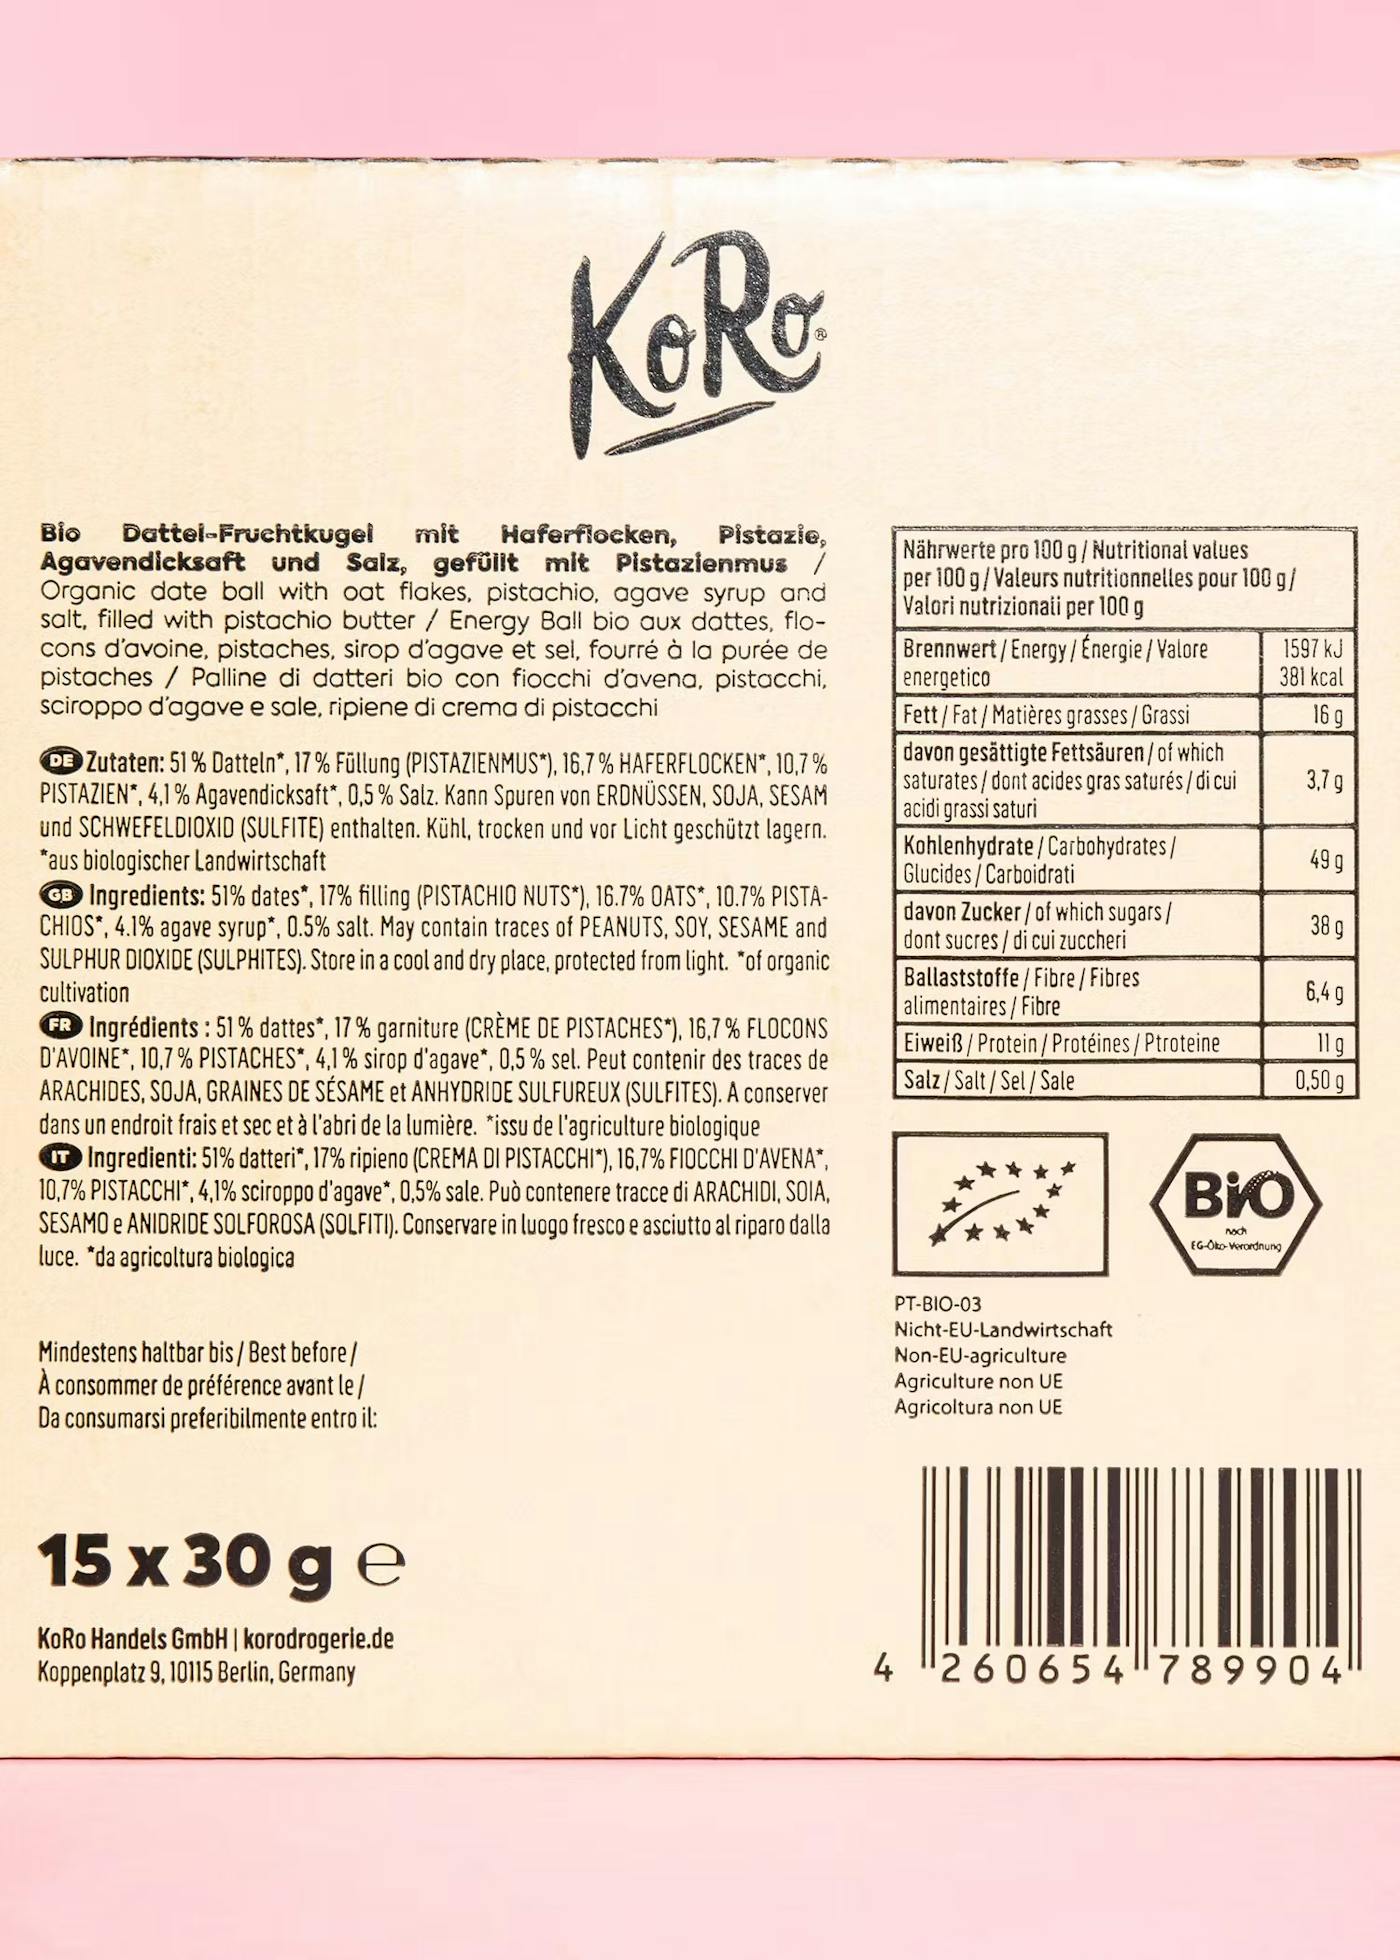 KoRo®
Bio Dattel-Fruchtkugel mit Haferflocken, Pistazie,
Agavendicksaft und Salz, gefüllt mit Pistazienmus /
Organic date ball with oat flakes, pistachio, agave syrup and
salt, filled with pistachio butter / Energy Ball bio aux dattes, flo-
cons d'avoine, pistaches, sirop d'agave et sel, fourré à la purée de
pistaches / Palline di datteri bio con fiocchi d'avena, pistacchi,
sciroppo d'agave e sale, ripiene di crema di pistacchi
DE Zutaten: 51 % Datteln*, 17 % Füllung (PISTAZIENMUS*), 16,7 % HAFERFLOCKEN*, 10,7 %
PISTAZIEN*, 4,1 % Agavendicksaft*, 0,5 % Salz. Kann Spuren von ERDNÜSSEN, SOJA, SESAM
und SCHWEFELDIOXID (SULFITE) enthalten. Kühl, trocken und vor Licht geschützt lagern.
*aus biologischer Landwirtschaft
GB Ingredients: 51% dates*, 17% filling (PISTACHIO NUTS*), 16.7% OATS*, 10.7% PISTA-
CHIOS*, 4.1% agave syrup*, 0.5% salt. May contain traces of PEANUTS, SOY, SESAME and
SULPHUR DIOXIDE (SULPHITES). Store in a cool and dry place, protected from light. *of organic
cultivation
FR Ingrédients : 51 % dattes*, 17 % garniture (CRÈME DE PISTACHES*), 16,7 % FLOCONS
D'AVOINE*, 10,7 % PISTACHES*, 4,1 % sirop d'agave*, 0,5 % sel. Peut contenir des traces de
ARACHIDES, SOJA, GRAINES DE SÉSAME et ANHYDRIDE SULFUREUX (SULFITES). A conserver
dans un endroit frais et sec et à l'abri de la lumière. *issu de l'agriculture biologique
IT Ingredienti: 51% datteri*, 17% ripieno (CREMA DI PISTACCHI*), 16,7% FIOCCHI D'AVENA*,
10,7% PISTACCHI*, 4,1% sciroppo d'agave*, 0,5% sale. Può contenere tracce di ARACHIDI, SOIA,
SESAMO e ANIDRIDE SOLFOROSA (SOLFITI). Conservare in luogo fresco e asciutto al riparo dalla
luce. *da agricoltura biologica
Mindestens haltbar bis / Best before /
À consommer de préférence avant le /
Da consumarsi preferibilmente entro il:
15 x 30 g e
KoRo Handels GmbH | korodrogerie.de
Koppenplatz 9, 10115 Berlin, Germany
Nährwerte pro 100 g / Nutritional values
per 100 g / Valeurs nutritionnelles pour 100 g /
Valori nutrizionali per 100 g
Brennwert / Energy / Énergie / Valore
energetico
1597 kJ
381 kcal
Fett / Fat / Matières grasses / Grassi 16 g
davon gesättigte Fettsäuren / of which
saturates / dont acides gras saturés / di cui
acidi grassi saturi
3,7 g
Kohlenhydrate / Carbohydrates /
Glucides / Carboidrati
49 g
davon Zucker / of which sugars /
dont sucres / di cui zuccheri
38 g
Ballaststoffe / Fibre / Fibres
alimentaires / Fibre
6,4 g
Eiweiß / Protein / Protéines / Ptroteine 11 g
Salz / Salt / Sel / Sale 0,50 g
BiO
nach
EG-Öko-Verordnung
PT-BIO-03
Nicht-EU-Landwirtschaft
Non-EU-agriculture
Agriculture non UE
Agricoltura non UE
4 260654 789904